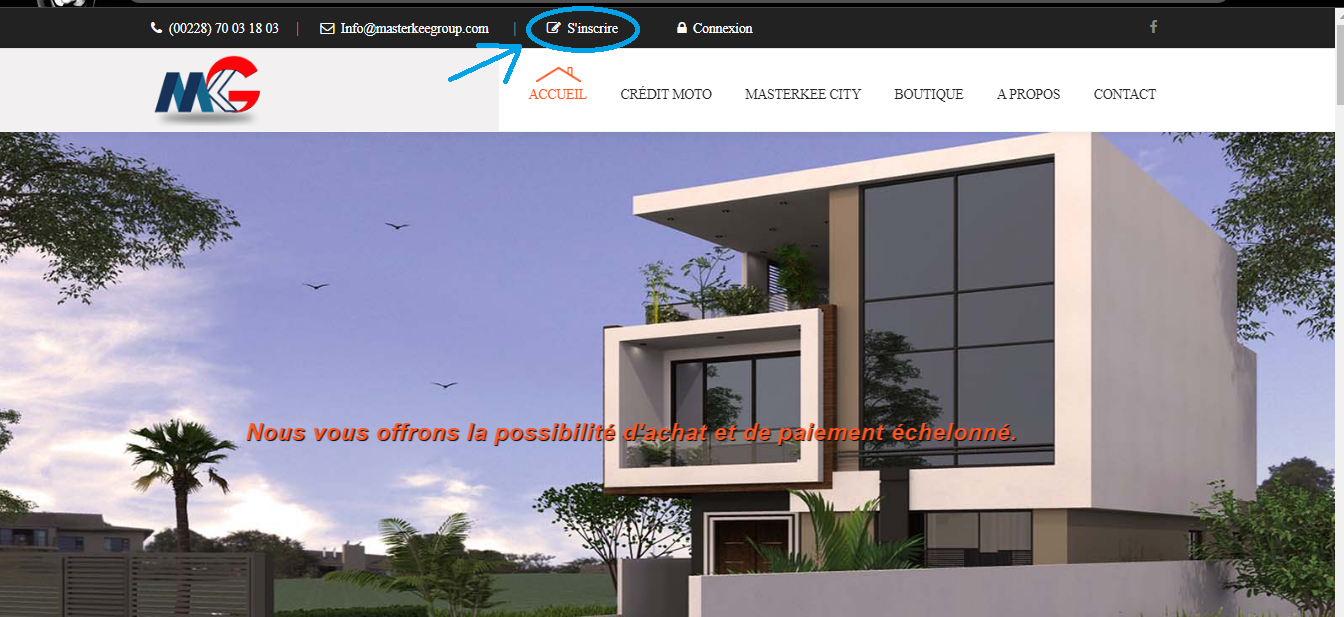 (00228) 70 03 18 03 | Info@masterkeegroup.com | S'inscrire Connexion
MKG
ACCUEIL CRÉDIT MOTO MASTERKEE CITY BOUTIQUE A PROPOS CONTACT
Nous vous offrons la possibilité d'achat et de paiement échelonné.